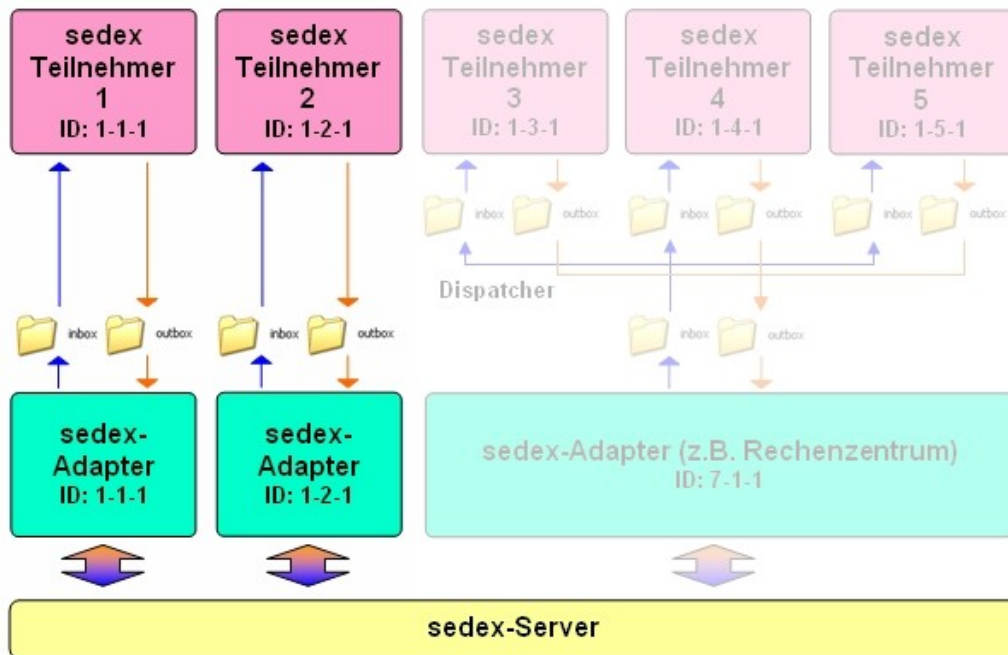 sedex
Teilnehmer
1
ID: 1-1-1
sedex
Teilnehmer
2
ID: 1-2-1
sedex
Teilnehmer
3
ID: 1-3-1
sedex
Teilnehmer
4
ID: 1-4-1
sedex
Teilnehmer
5
ID: 1-5-1
inbox
outbox
inbox
outbox
inbox
outbox
Dispatcher
inbox
outbox
inbox
outbox
inbox
outbox
sedex-
Adapter
ID: 1-1-1
sedex-
Adapter
ID: 1-2-1
sedex-Adapter (z.B. Rechenzentrum)
ID: 7-1-1
sedex-Server